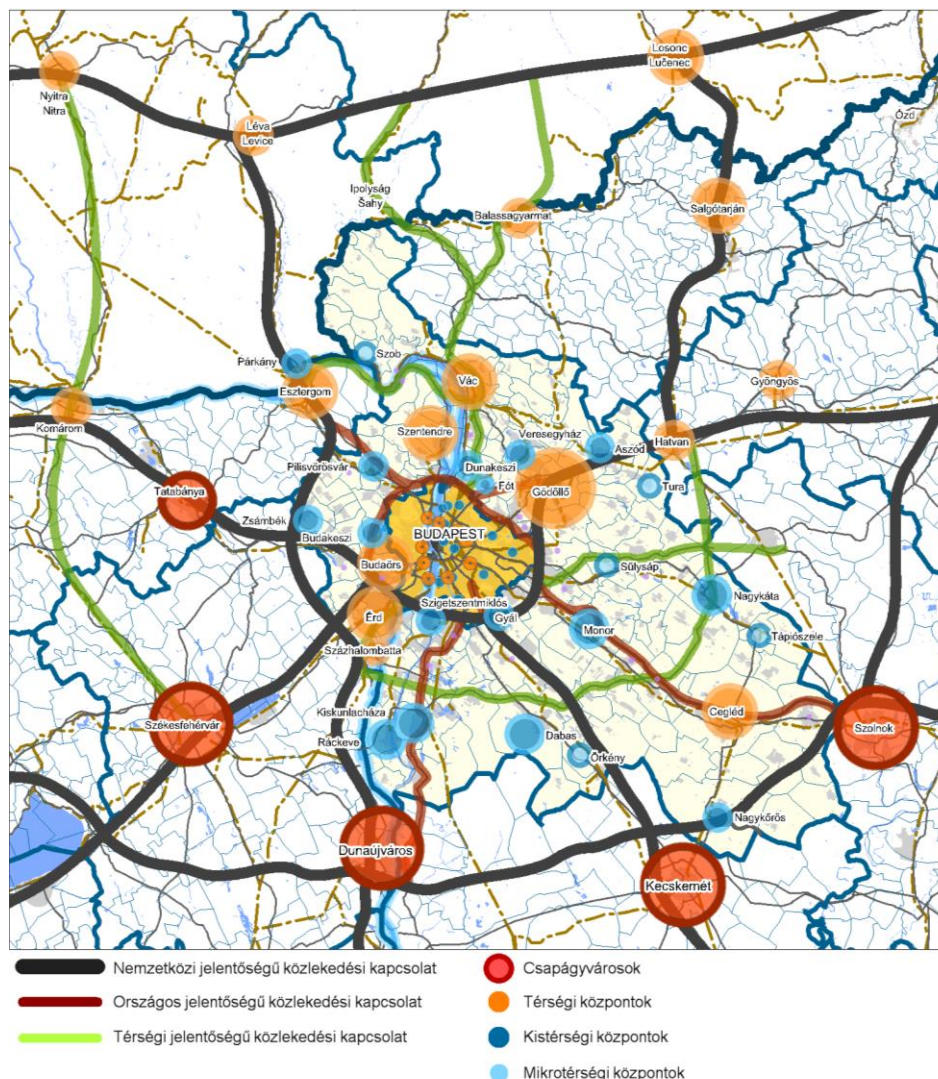 Losonc
Lučenec
Nyitra
Nitra
Ózd
Léva
Levice
Ipolyság
Šahy
Balassagyarmat
Salgótarján
Párkány
Szob
Esztergom
Vác
Gyöngyös
Komárom
Szentendre
Veresegyház
Hatvan
Aszód
Pilisvörösvár
Dunakeszi
Fót
Gödöllő
Tura
Tatabánya
Zsámbék
Budakeszi
BUDAPEST
Budaörs
Sülysáp
Nagykáta
Szigetszentmiklós
Érd
Gyál
Monor
Tápiószele
Százhalombatta
Kiskunlacháza
Cegléd
Székesfehérvár
Szolnok
Ráckeve
Dabas
Örkény
Nagykőrös
Dunaújváros
Kecskemét
Nemzetközi jelentőségű közlekedési kapcsolat
Országos jelentőségű közlekedési kapcsolat
Térségi jelentőségű közlekedési kapcsolat
Csapágyvárosok
Térségi központok
Kistérségi központok
Mikrotérségi központok